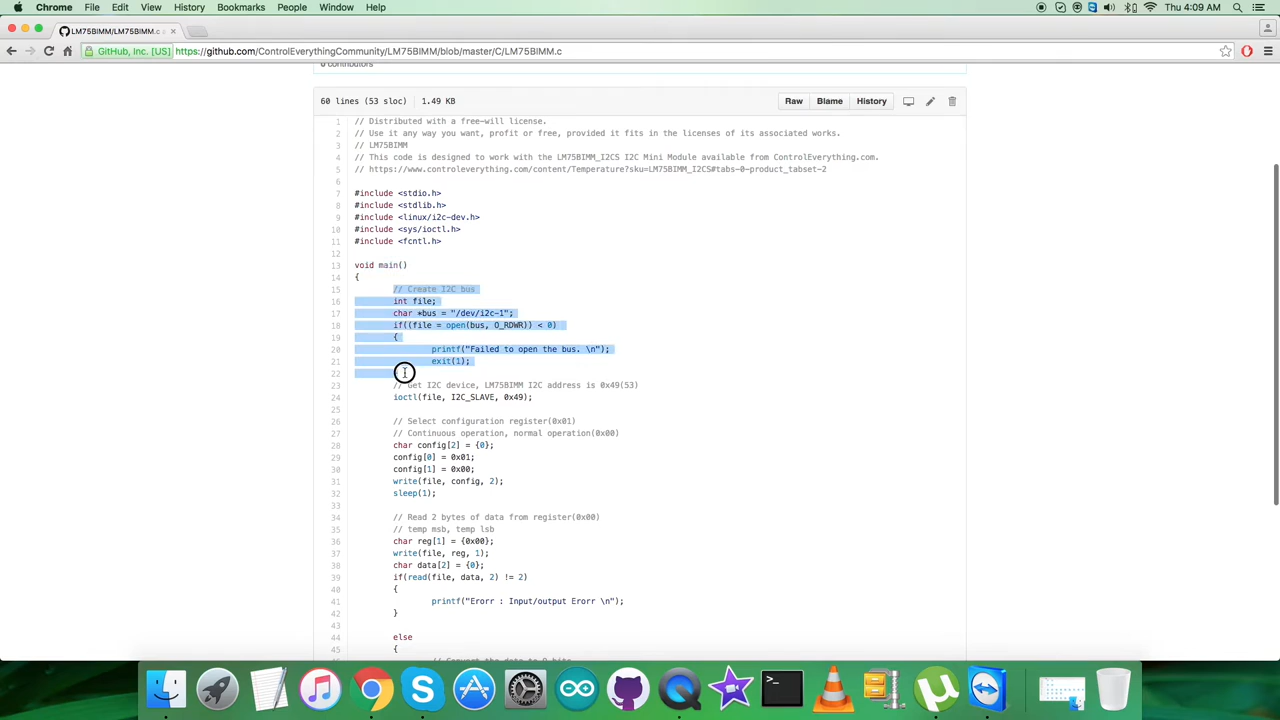 Chrome File Edit View History Bookmarks People Window Help Thu 4:09 AM
LM75BIMM/LM75BIMM.c
GitHub, Inc. [US] https://github.com/ControlEverythingCommunity/LM75BIMM/blob/master/C/LM75BIMM.c
0 contributors
60 lines (53 sloc) 1.49 KB Raw Blame History
1 // Distributed with a free-will license.
2 // Use it any way you want, profit or free, provided it fits in the licenses of its associated works.
3 // LM75BIMM
4 // This code is designed to work with the LM75BIMM_I2CS I2C Mini Module available from ControlEverything.com.
5 // https://www.controleverything.com/content/Temperature?sku=LM75BIMM_I2CS#tabs-0-product_tabset-2
6
7 #include <stdio.h>
8 #include <stdlib.h>
9 #include <linux/i2c-dev.h>
10 #include <sys/ioctl.h>
11 #include <fcntl.h>
12
13 void main()
14 {
15 // Create I2C bus
16 int file;
17 char *bus = "/dev/i2c-1";
18 if((file = open(bus, O_RDWR)) < 0)
19 {
20 printf("Failed to open the bus. \n");
21 exit(1);
22
23 // Get I2C device, LM75BIMM I2C address is 0x49(53)
24 ioctl(file, I2C_SLAVE, 0x49);
25
26 // Select configuration register(0x01)
27 // Continuous operation, normal operation(0x00)
28 char config[2] = {0};
29 config[0] = 0x01;
30 config[1] = 0x00;
31 write(file, config, 2);
32 sleep(1);
33
34 // Read 2 bytes of data from register(0x00)
35 // temp msb, temp lsb
36 char reg[1] = {0x00};
37 write(file, reg, 1);
38 char data[2] = {0};
39 if(read(file, data, 2) != 2)
40 {
41 printf("Erorr : Input/output Erorr \n");
42 }
43
44 else
45 {